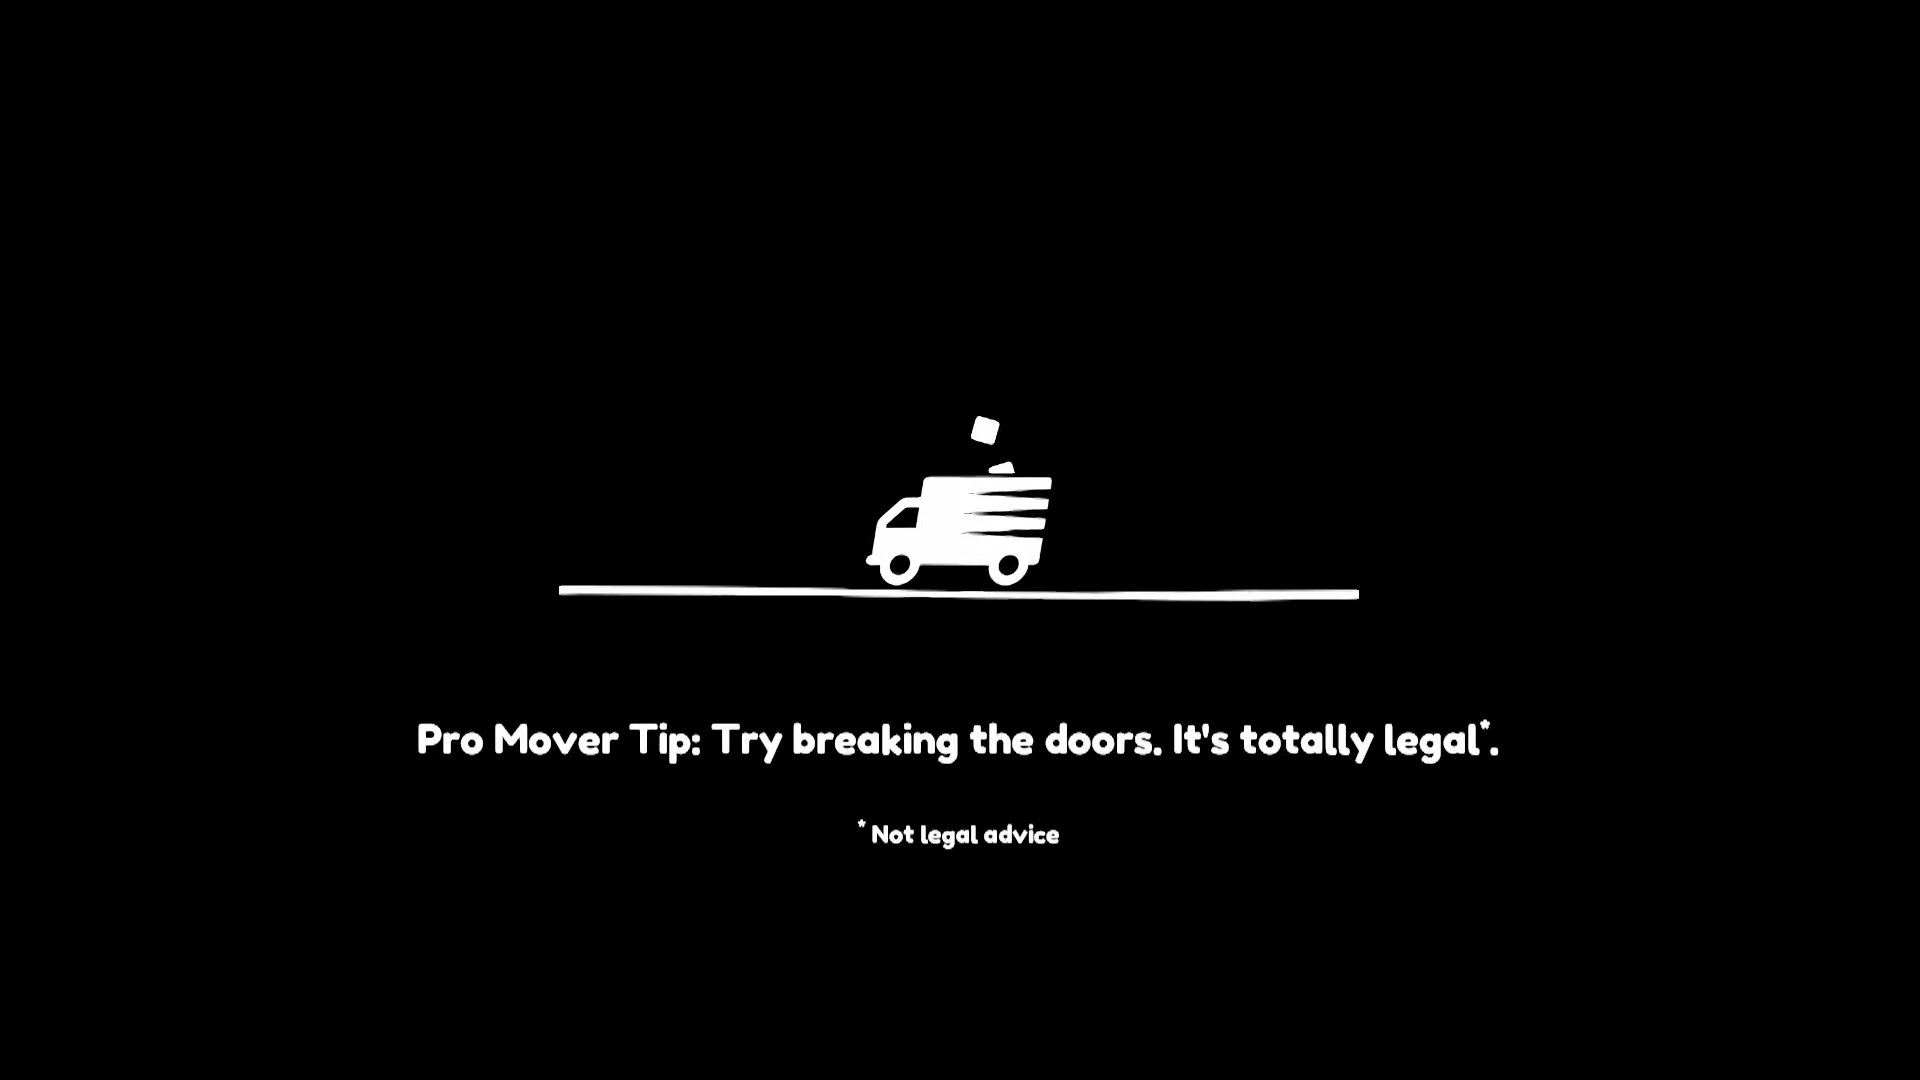 Pro Mover Tip: Try breaking the doors. It's totally legal*.
* Not legal advice